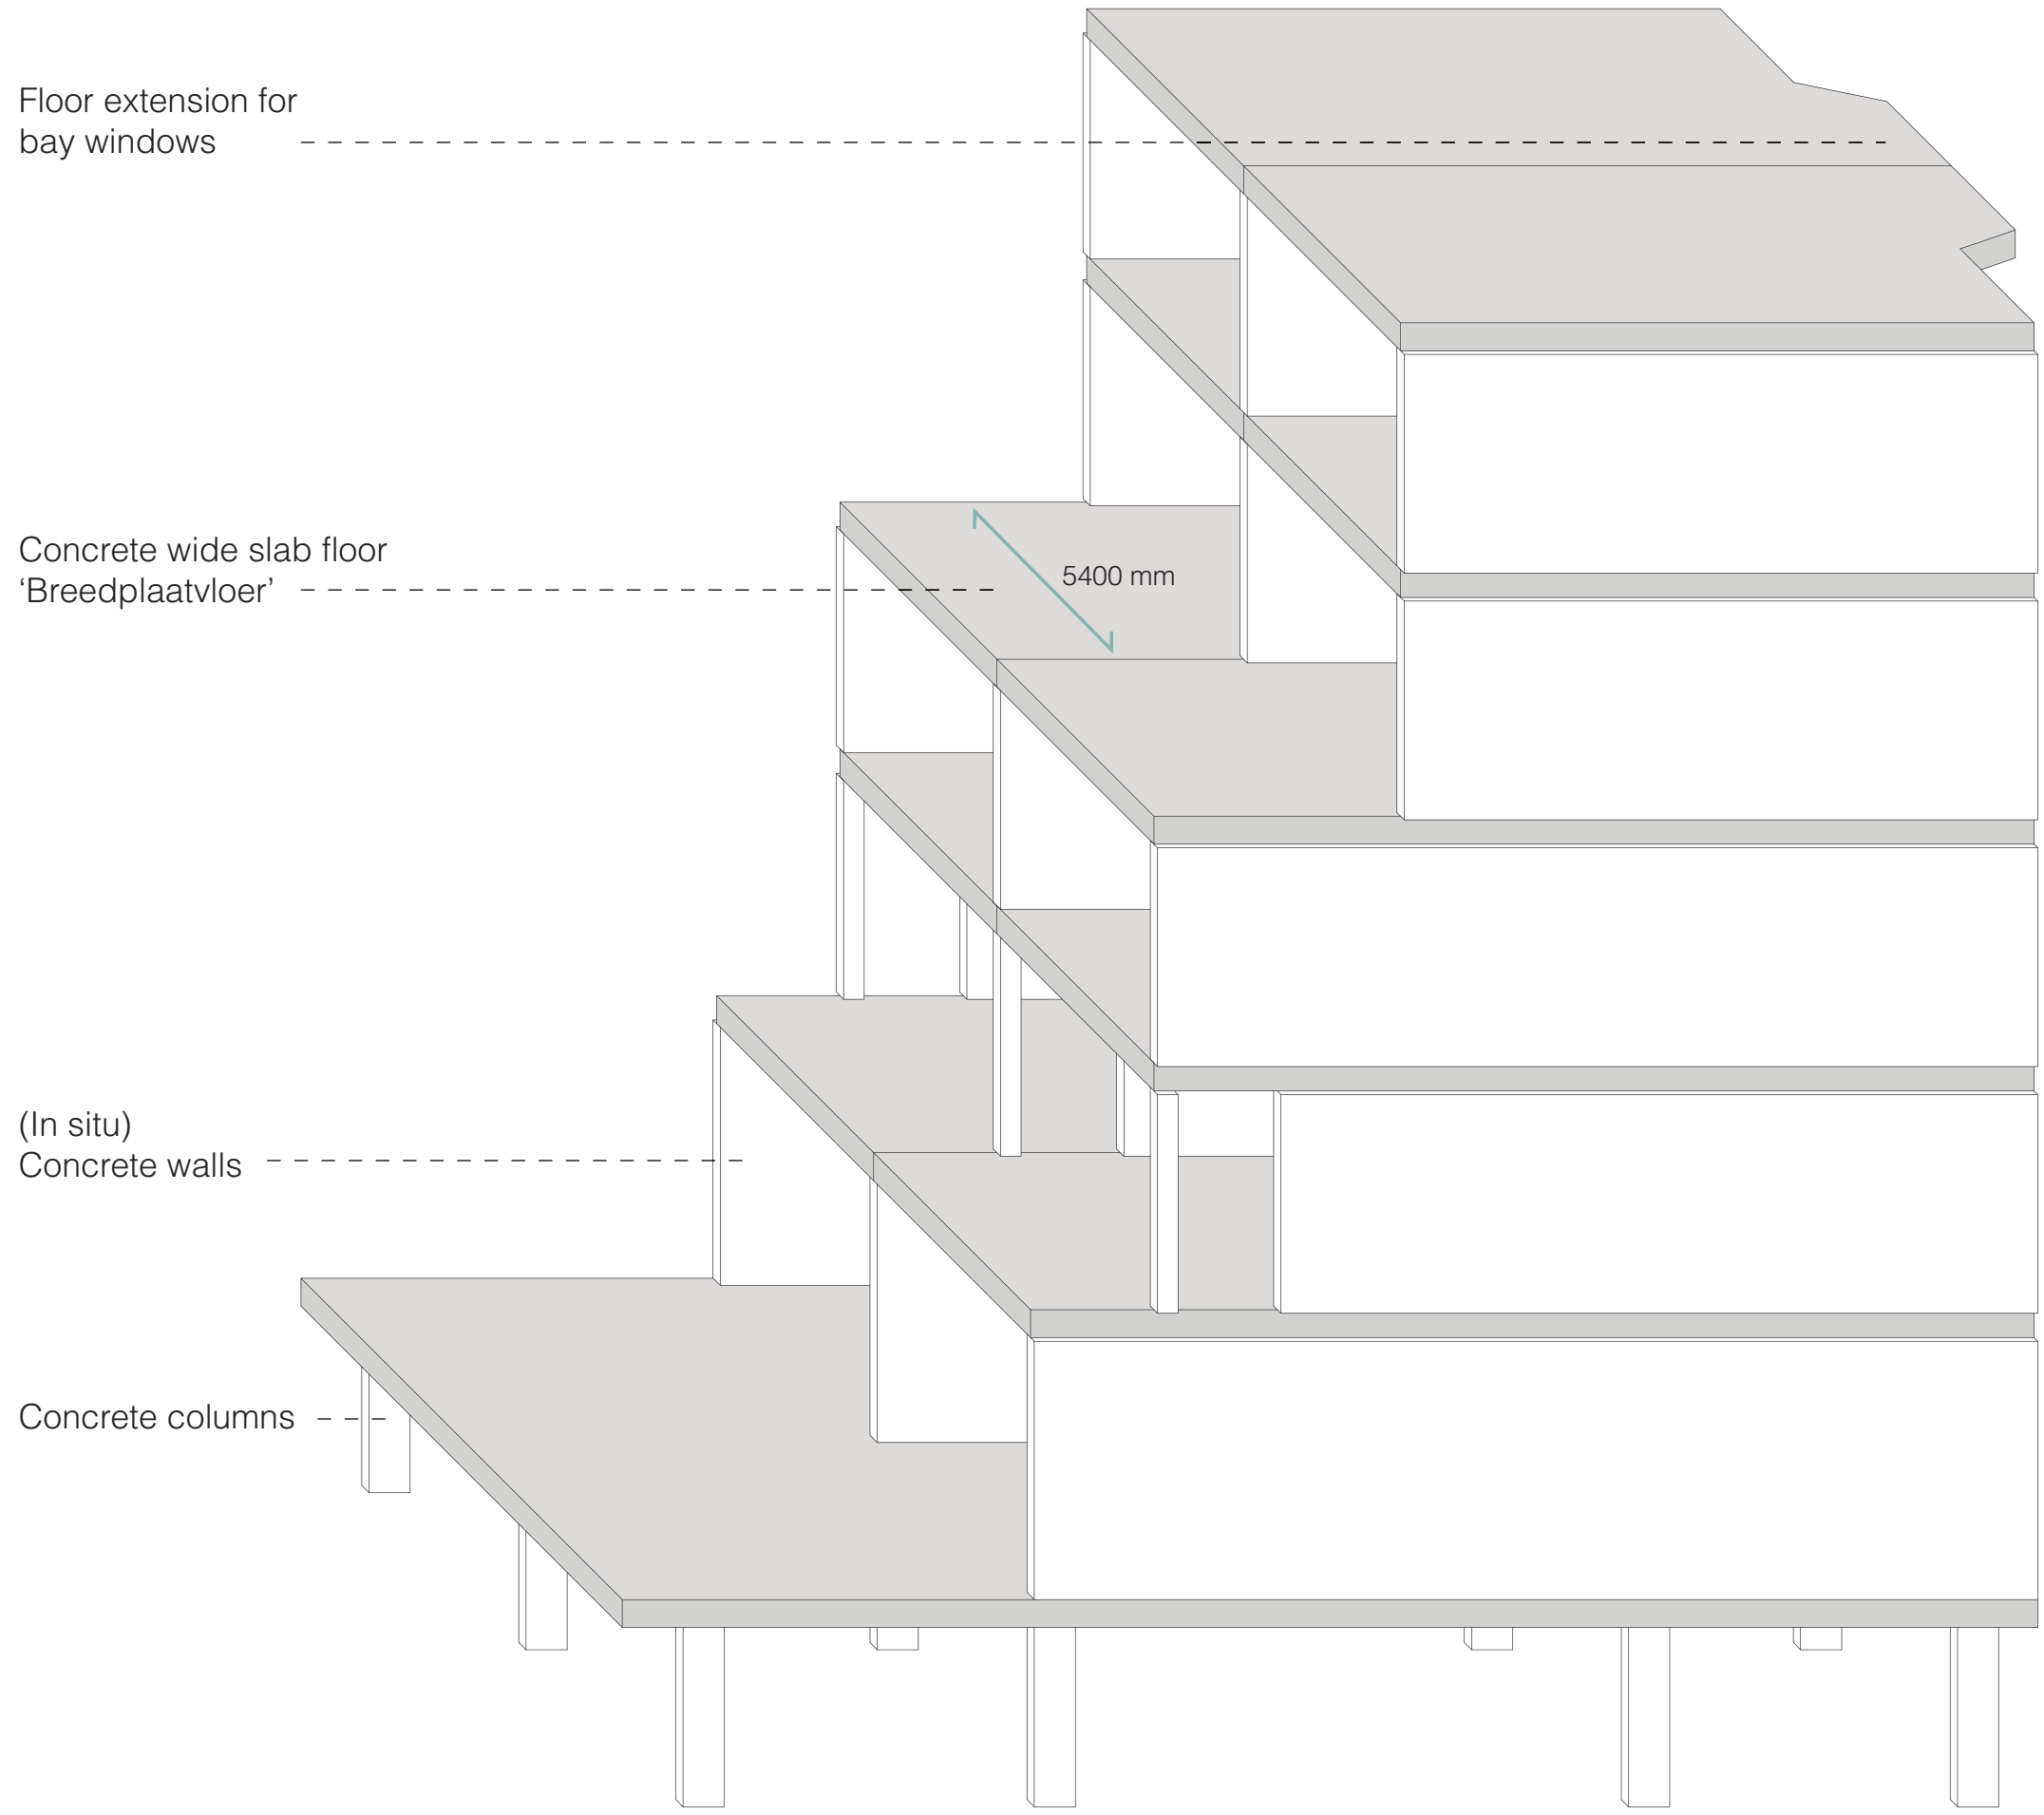 Floor extension for
bay windows
Concrete wide slab floor
‘Breedplaatvloer’
5400 mm
(In situ)
Concrete walls
Concrete columns